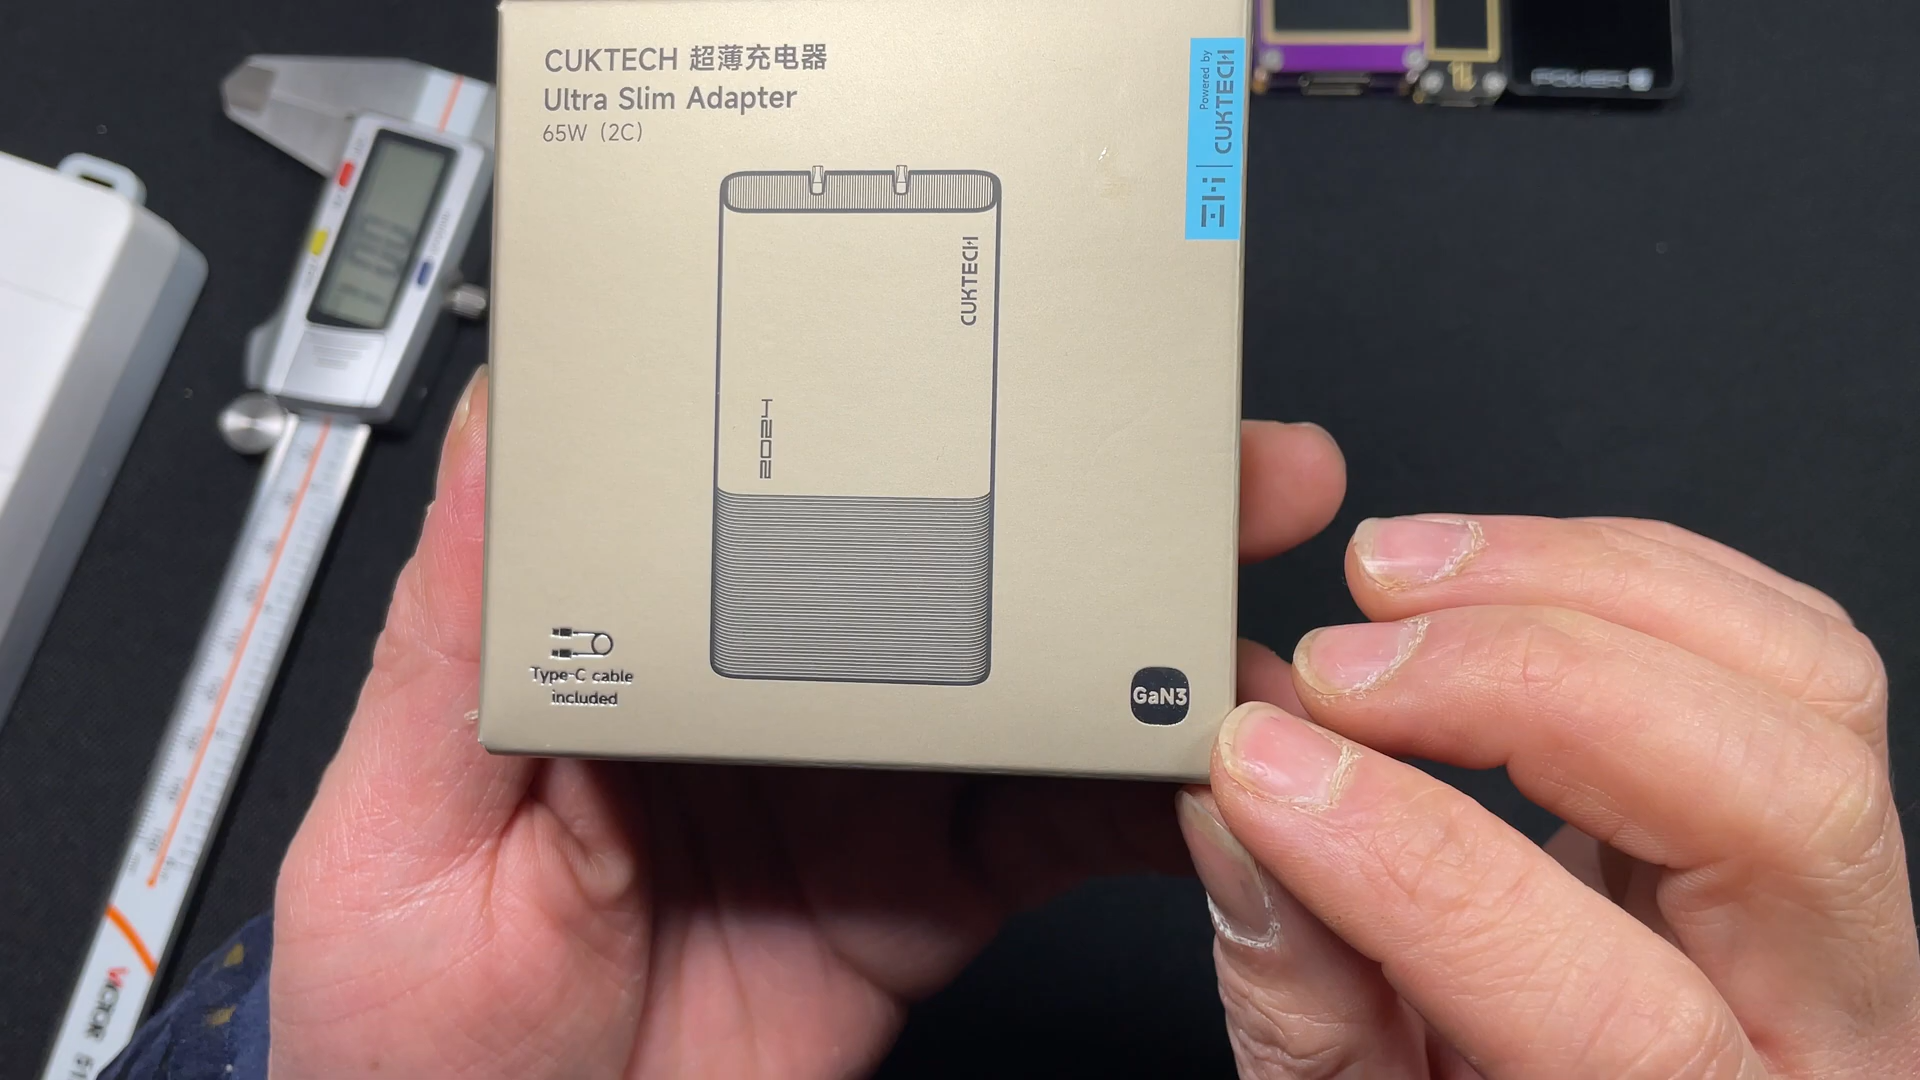 CUKTECH 超薄充电器
Ultra Slim Adapter
65W (2C)
Powered by
CUKTECH
ZMI
CUKTECH
2024
Type-C cable
included
GaN3
VICTOR